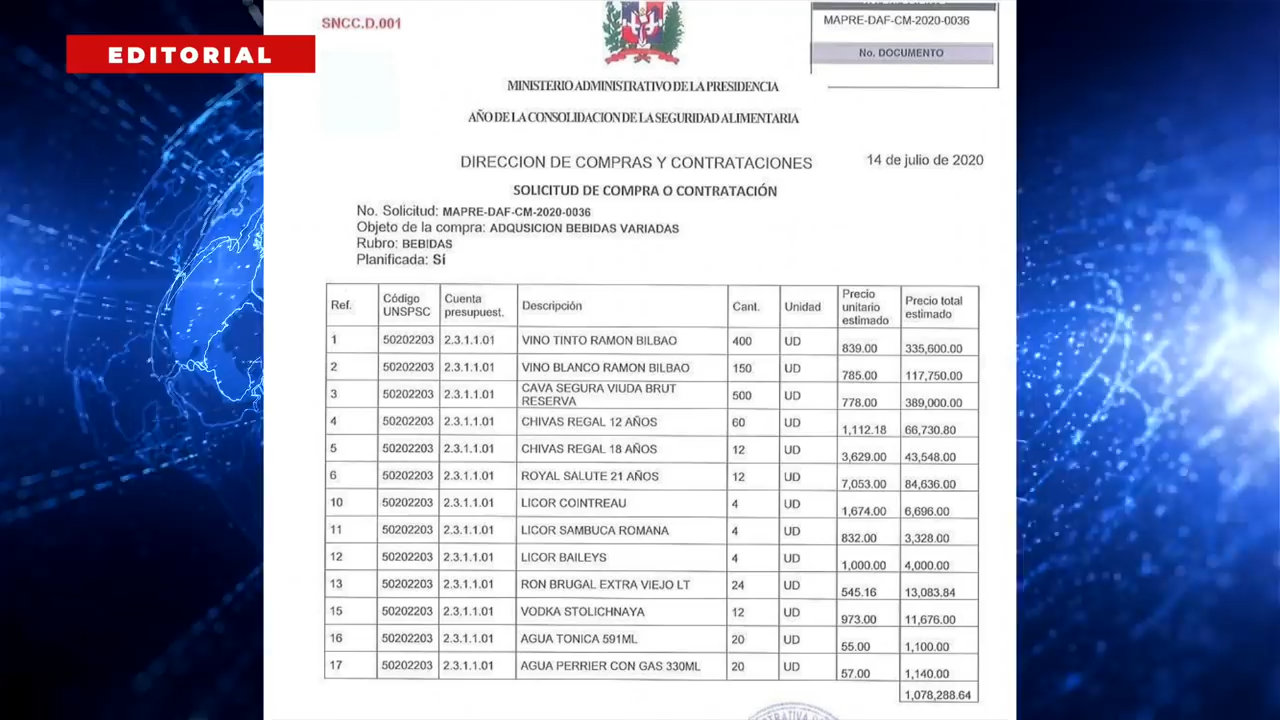 EDITORIAL
SNCC.D.001
MAPRE-DAF-CM-2020-0036
No. DOCUMENTO
MINISTERIO ADMINISTRATIVO DE LA PRESIDENCIA
AÑO DE LA CONSOLIDACION DE LA SEGURIDAD ALIMENTARIA
DIRECCION DE COMPRAS Y CONTRATACIONES
14 de julio de 2020
SOLICITUD DE COMPRA O CONTRATACIÓN
No. Solicitud: MAPRE-DAF-CM-2020-0036
Objeto de la compra: ADQUSICION BEBIDAS VARIADAS
Rubro: BEBIDAS
Planificada: Sí
Ref. Código UNSPSC Cuenta presupuest. Descripción Cant. Unidad Precio unitario estimado Precio total estimado
1 50202203 2.3.1.1.01 VINO TINTO RAMON BILBAO 400 UD 839.00 335,600.00
2 50202203 2.3.1.1.01 VINO BLANCO RAMON BILBAO 150 UD 785.00 117,750.00
3 50202203 2.3.1.1.01 CAVA SEGURA VIUDA BRUT RESERVA 500 UD 778.00 389,000.00
4 50202203 2.3.1.1.01 CHIVAS REGAL 12 AÑOS 60 UD 1,112.18 66,730.80
5 50202203 2.3.1.1.01 CHIVAS REGAL 18 AÑOS 12 UD 3,629.00 43,548.00
6 50202203 2.3.1.1.01 ROYAL SALUTE 21 AÑOS 12 UD 7,053.00 84,636.00
10 50202203 2.3.1.1.01 LICOR COINTREAU 4 UD 1,674.00 6,696.00
11 50202203 2.3.1.1.01 LICOR SAMBUCA ROMANA 4 UD 832.00 3,328.00
12 50202203 2.3.1.1.01 LICOR BAILEYS 4 UD 1,000.00 4,000.00
13 50202203 2.3.1.1.01 RON BRUGAL EXTRA VIEJO LT 24 UD 545.16 13,083.84
15 50202203 2.3.1.1.01 VODKA STOLICHNAYA 12 UD 973.00 11,676.00
16 50202203 2.3.1.1.01 AGUA TONICA 591ML 20 UD 55.00 1,100.00
17 50202203 2.3.1.1.01 AGUA PERRIER CON GAS 330ML 20 UD 57.00 1,140.00
1,078,288.64